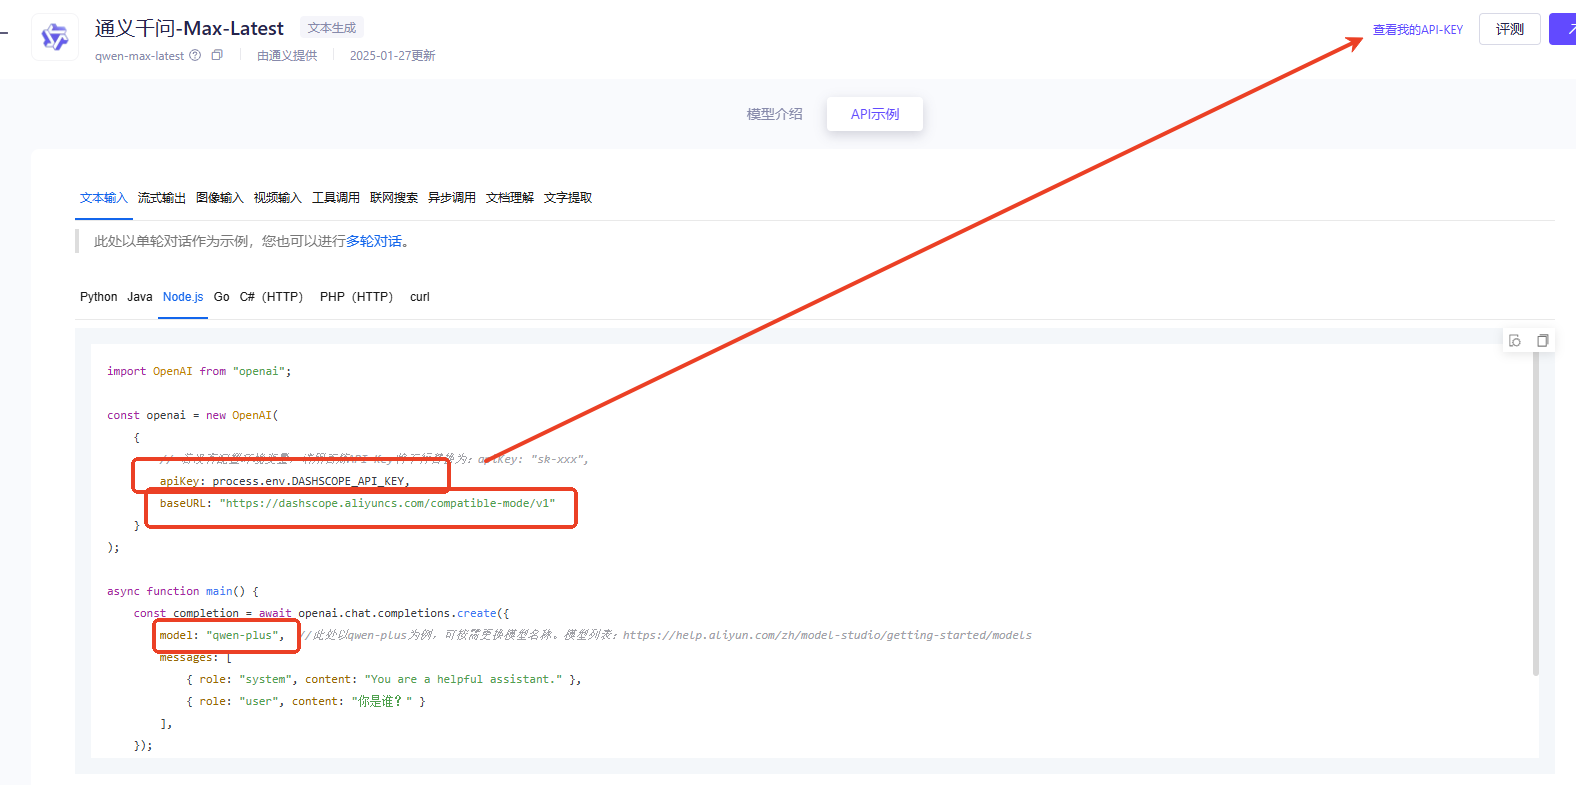 通义千问-Max-Latest 文本生成
qwen-max-latest 由通义提供 2025-01-27更新
查看我的API-KEY 评测
模型介绍 API示例
文本输入 流式输出 图像输入 视频输入 工具调用 联网搜索 异步调用 文档理解 文字提取
此处以单轮对话作为示例，您也可以进行多轮对话。
Python Java Node.js Go C#（HTTP） PHP（HTTP） curl
import OpenAI from "openai";
const openai = new OpenAI(
{
apiKey: "sk-xxx",
apiKey: process.env.DASHSCOPE_API_KEY,
baseURL: "https://dashscope.aliyuncs.com/compatible-mode/v1"
}
);
async function main() {
const completion = await openai.chat.completions.create({
model: "qwen-plus", //此处以qwen-plus为例，可按需更换模型名称。模型列表：https://help.aliyun.com/zh/model-studio/getting-started/models
messages: [
{ role: "system", content: "You are a helpful assistant." },
{ role: "user", content: "你是谁？" }
],
});